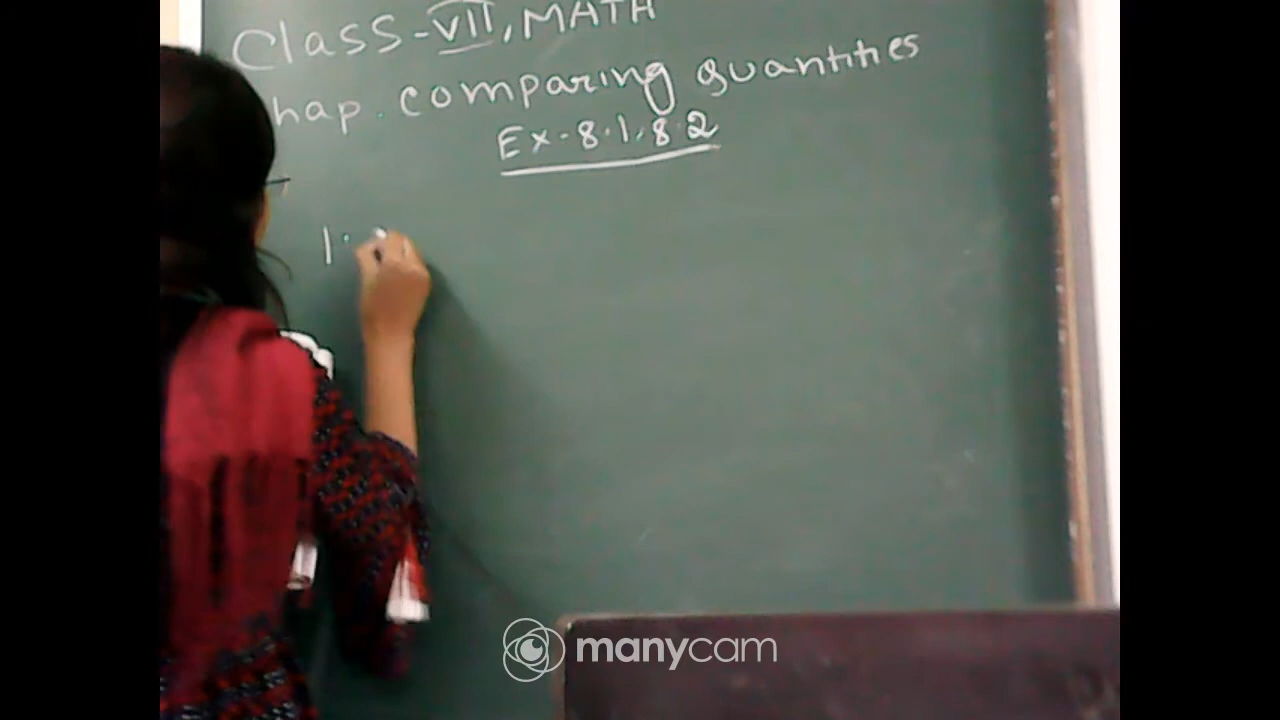 Class-VII, MATH
hap. comparing quantities
Ex-8.1, 8.2
1.
manycam